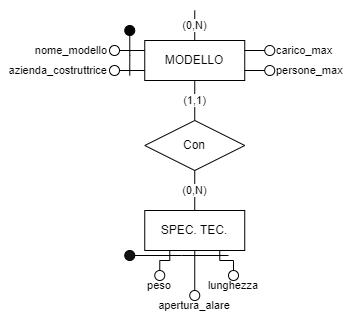 (0,N)
nome_modello
carico_max
MODELLO
azienda_costruttrice
persone_max
(1,1)
Con
(0,N)
SPEC. TEC.
peso
lunghezza
apertura_alare